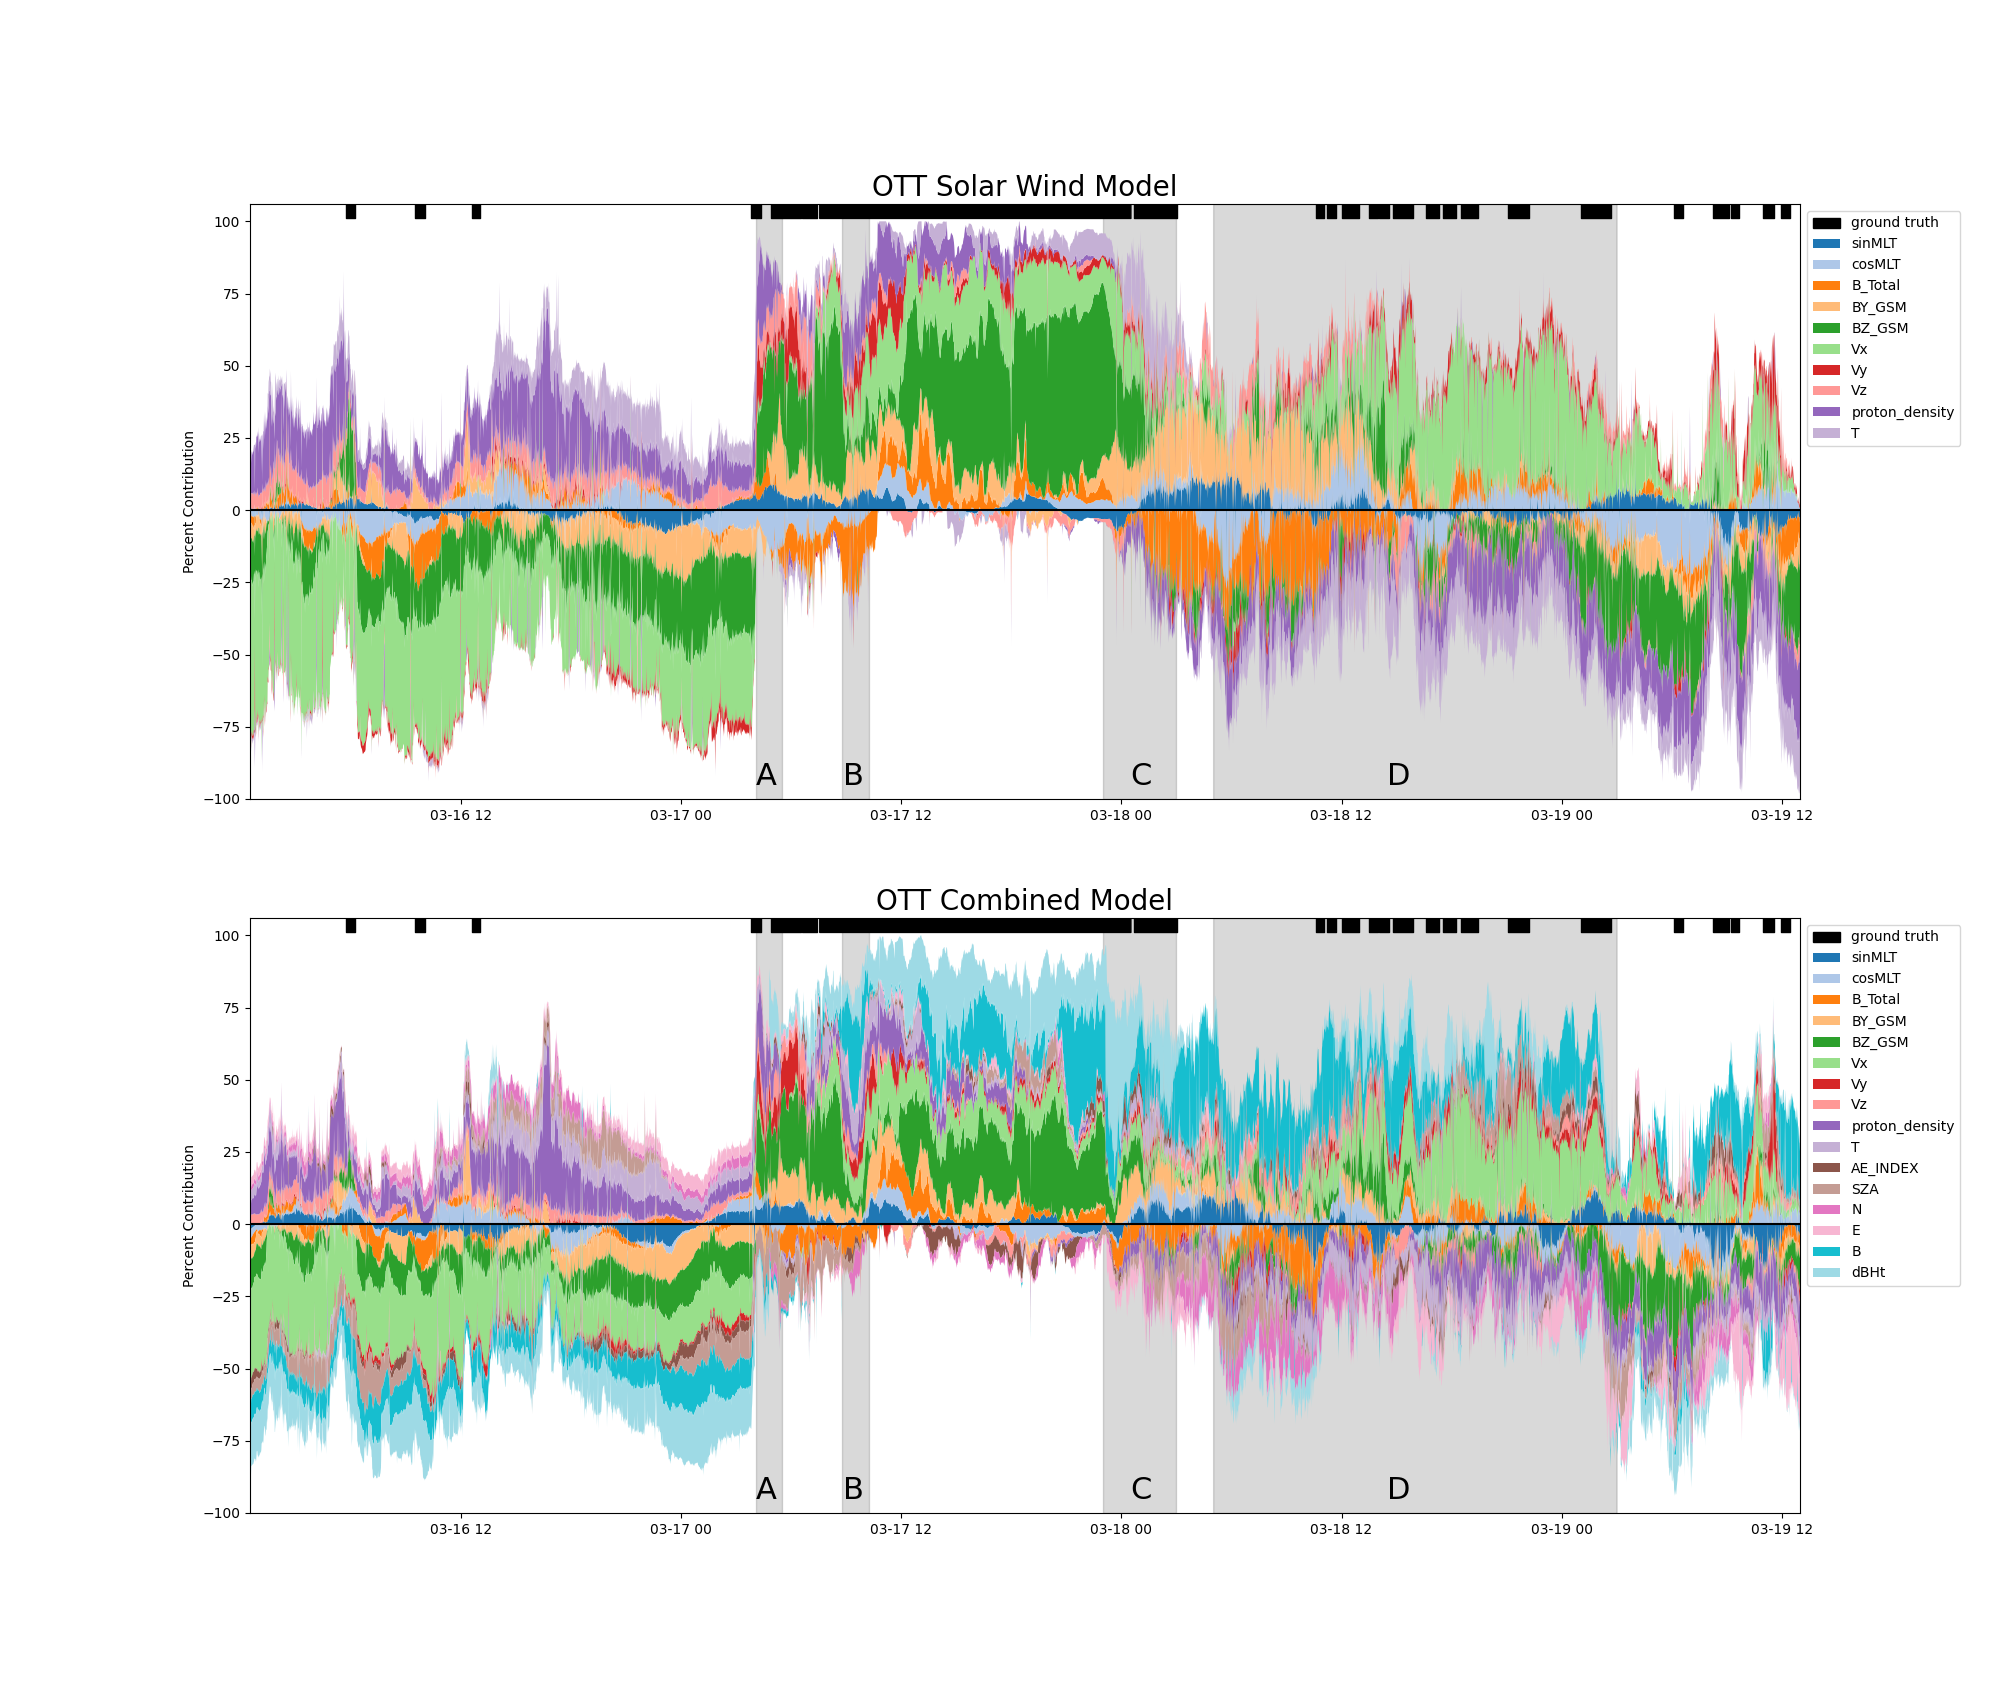 OTT Solar Wind Model
Percent Contribution
100
75
50
25
0
−25
−50
−75
−100
A
B
C
D
03-16 12
03-17 00
03-17 12
03-18 00
03-18 12
03-19 00
03-19 12
ground truth
sinMLT
cosMLT
B_Total
BY_GSM
BZ_GSM
Vx
Vy
Vz
proton_density
T
OTT Combined Model
Percent Contribution
100
75
50
25
0
−25
−50
−75
−100
A
B
C
D
03-16 12
03-17 00
03-17 12
03-18 00
03-18 12
03-19 00
03-19 12
ground truth
sinMLT
cosMLT
B_Total
BY_GSM
BZ_GSM
Vx
Vy
Vz
proton_density
T
AE_INDEX
SZA
N
E
B
dBHt